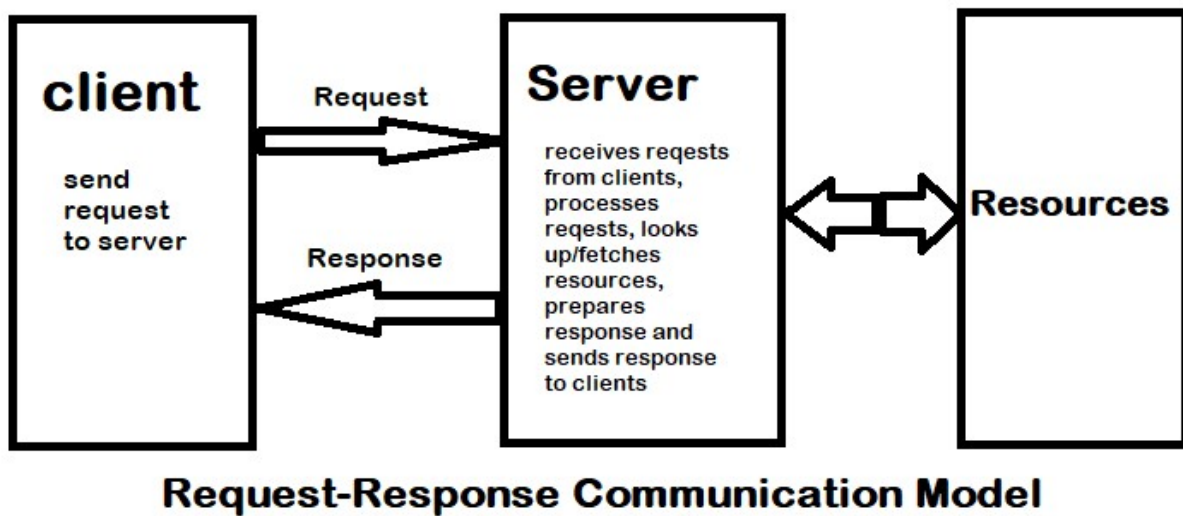 client
send
request
to server
Request
Response
Server
receives reqests
from clients,
processes
reqests, looks
up/fetches
resources,
prepares
response and
sends response
to clients
Resources
Request-Response Communication Model